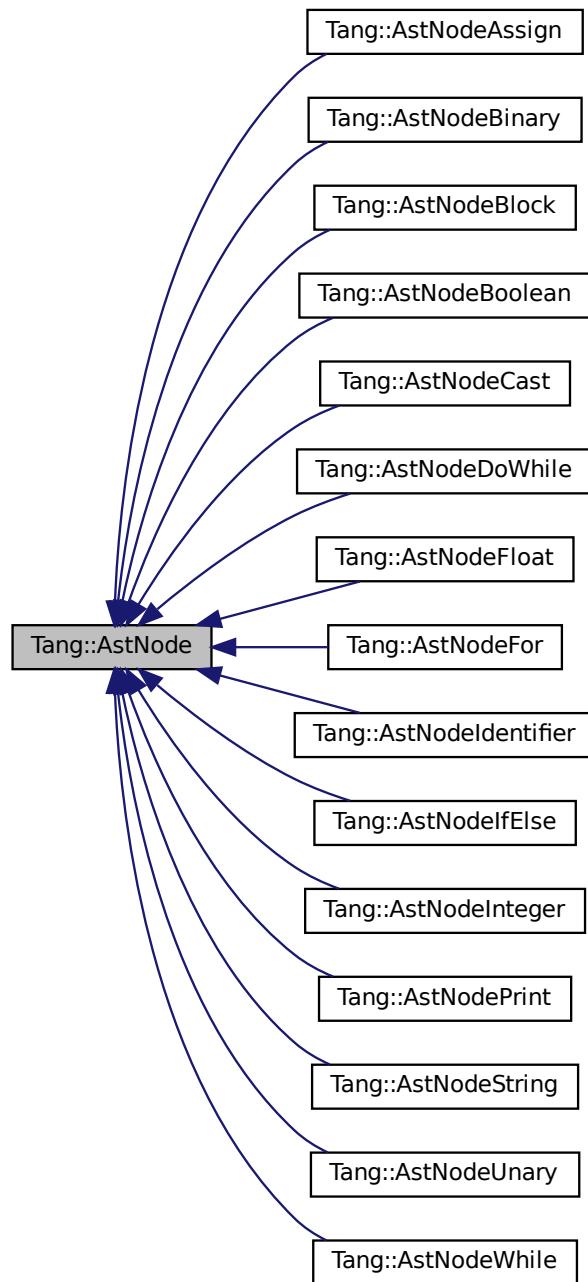 Tang::AstNodeAssign
Tang::AstNodeBinary
Tang::AstNodeBlock
Tang::AstNodeBoolean
Tang::AstNodeCast
Tang::AstNodeDoWhile
Tang::AstNodeFloat
Tang::AstNode
Tang::AstNodeFor
Tang::AstNodeIdentifier
Tang::AstNodeIfElse
Tang::AstNodeInteger
Tang::AstNodePrint
Tang::AstNodeString
Tang::AstNodeUnary
Tang::AstNodeWhile